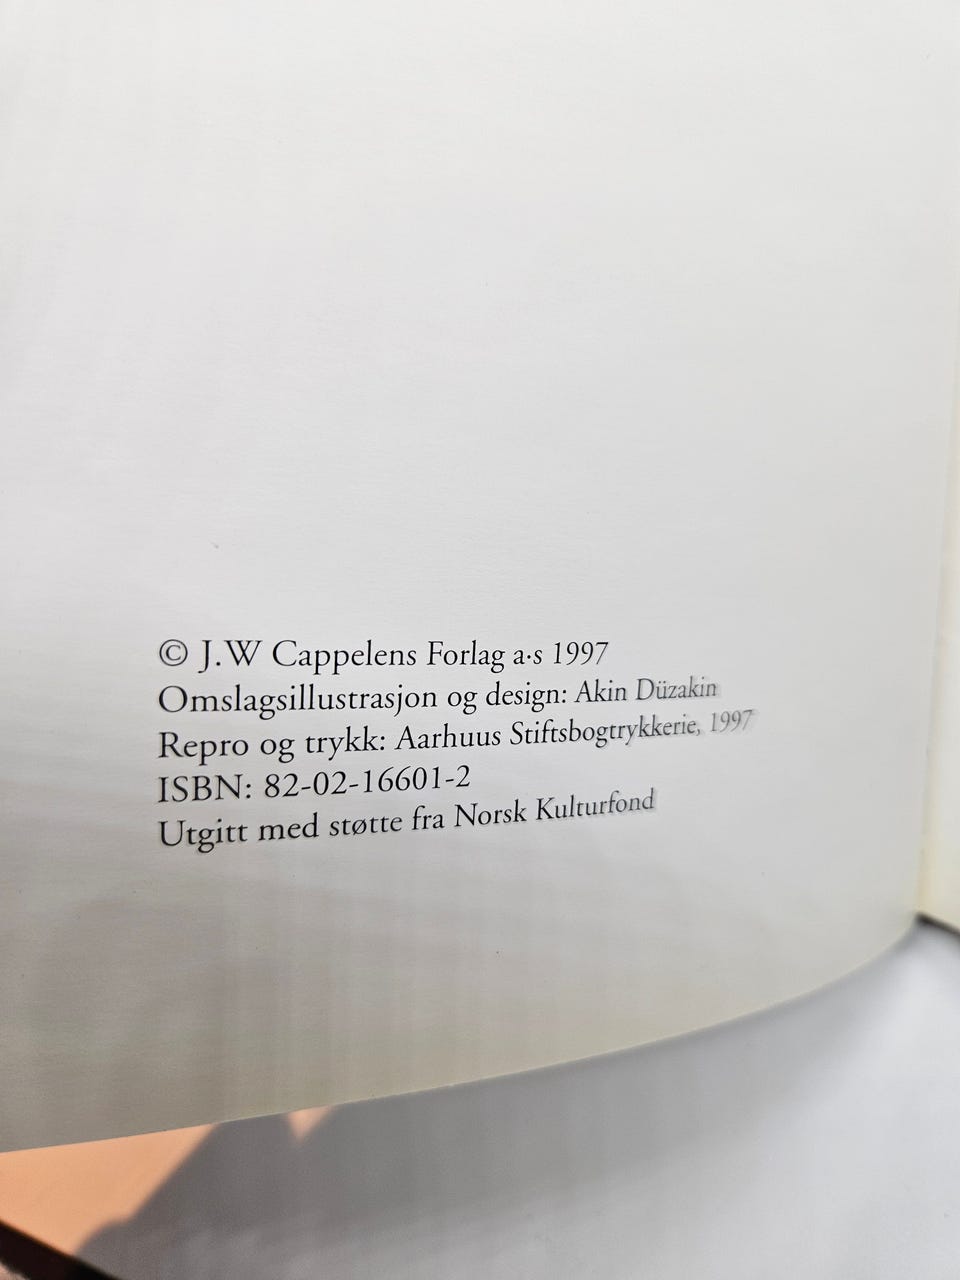 © J.W Cappelens Forlag a·s 1997
Omslagsillustrasjon og design: Akin Düzakin
Repro og trykk: Aarhuus Stiftsbogtrykkerie, 1997
ISBN: 82-02-16601-2
Utgitt med støtte fra Norsk Kulturfond